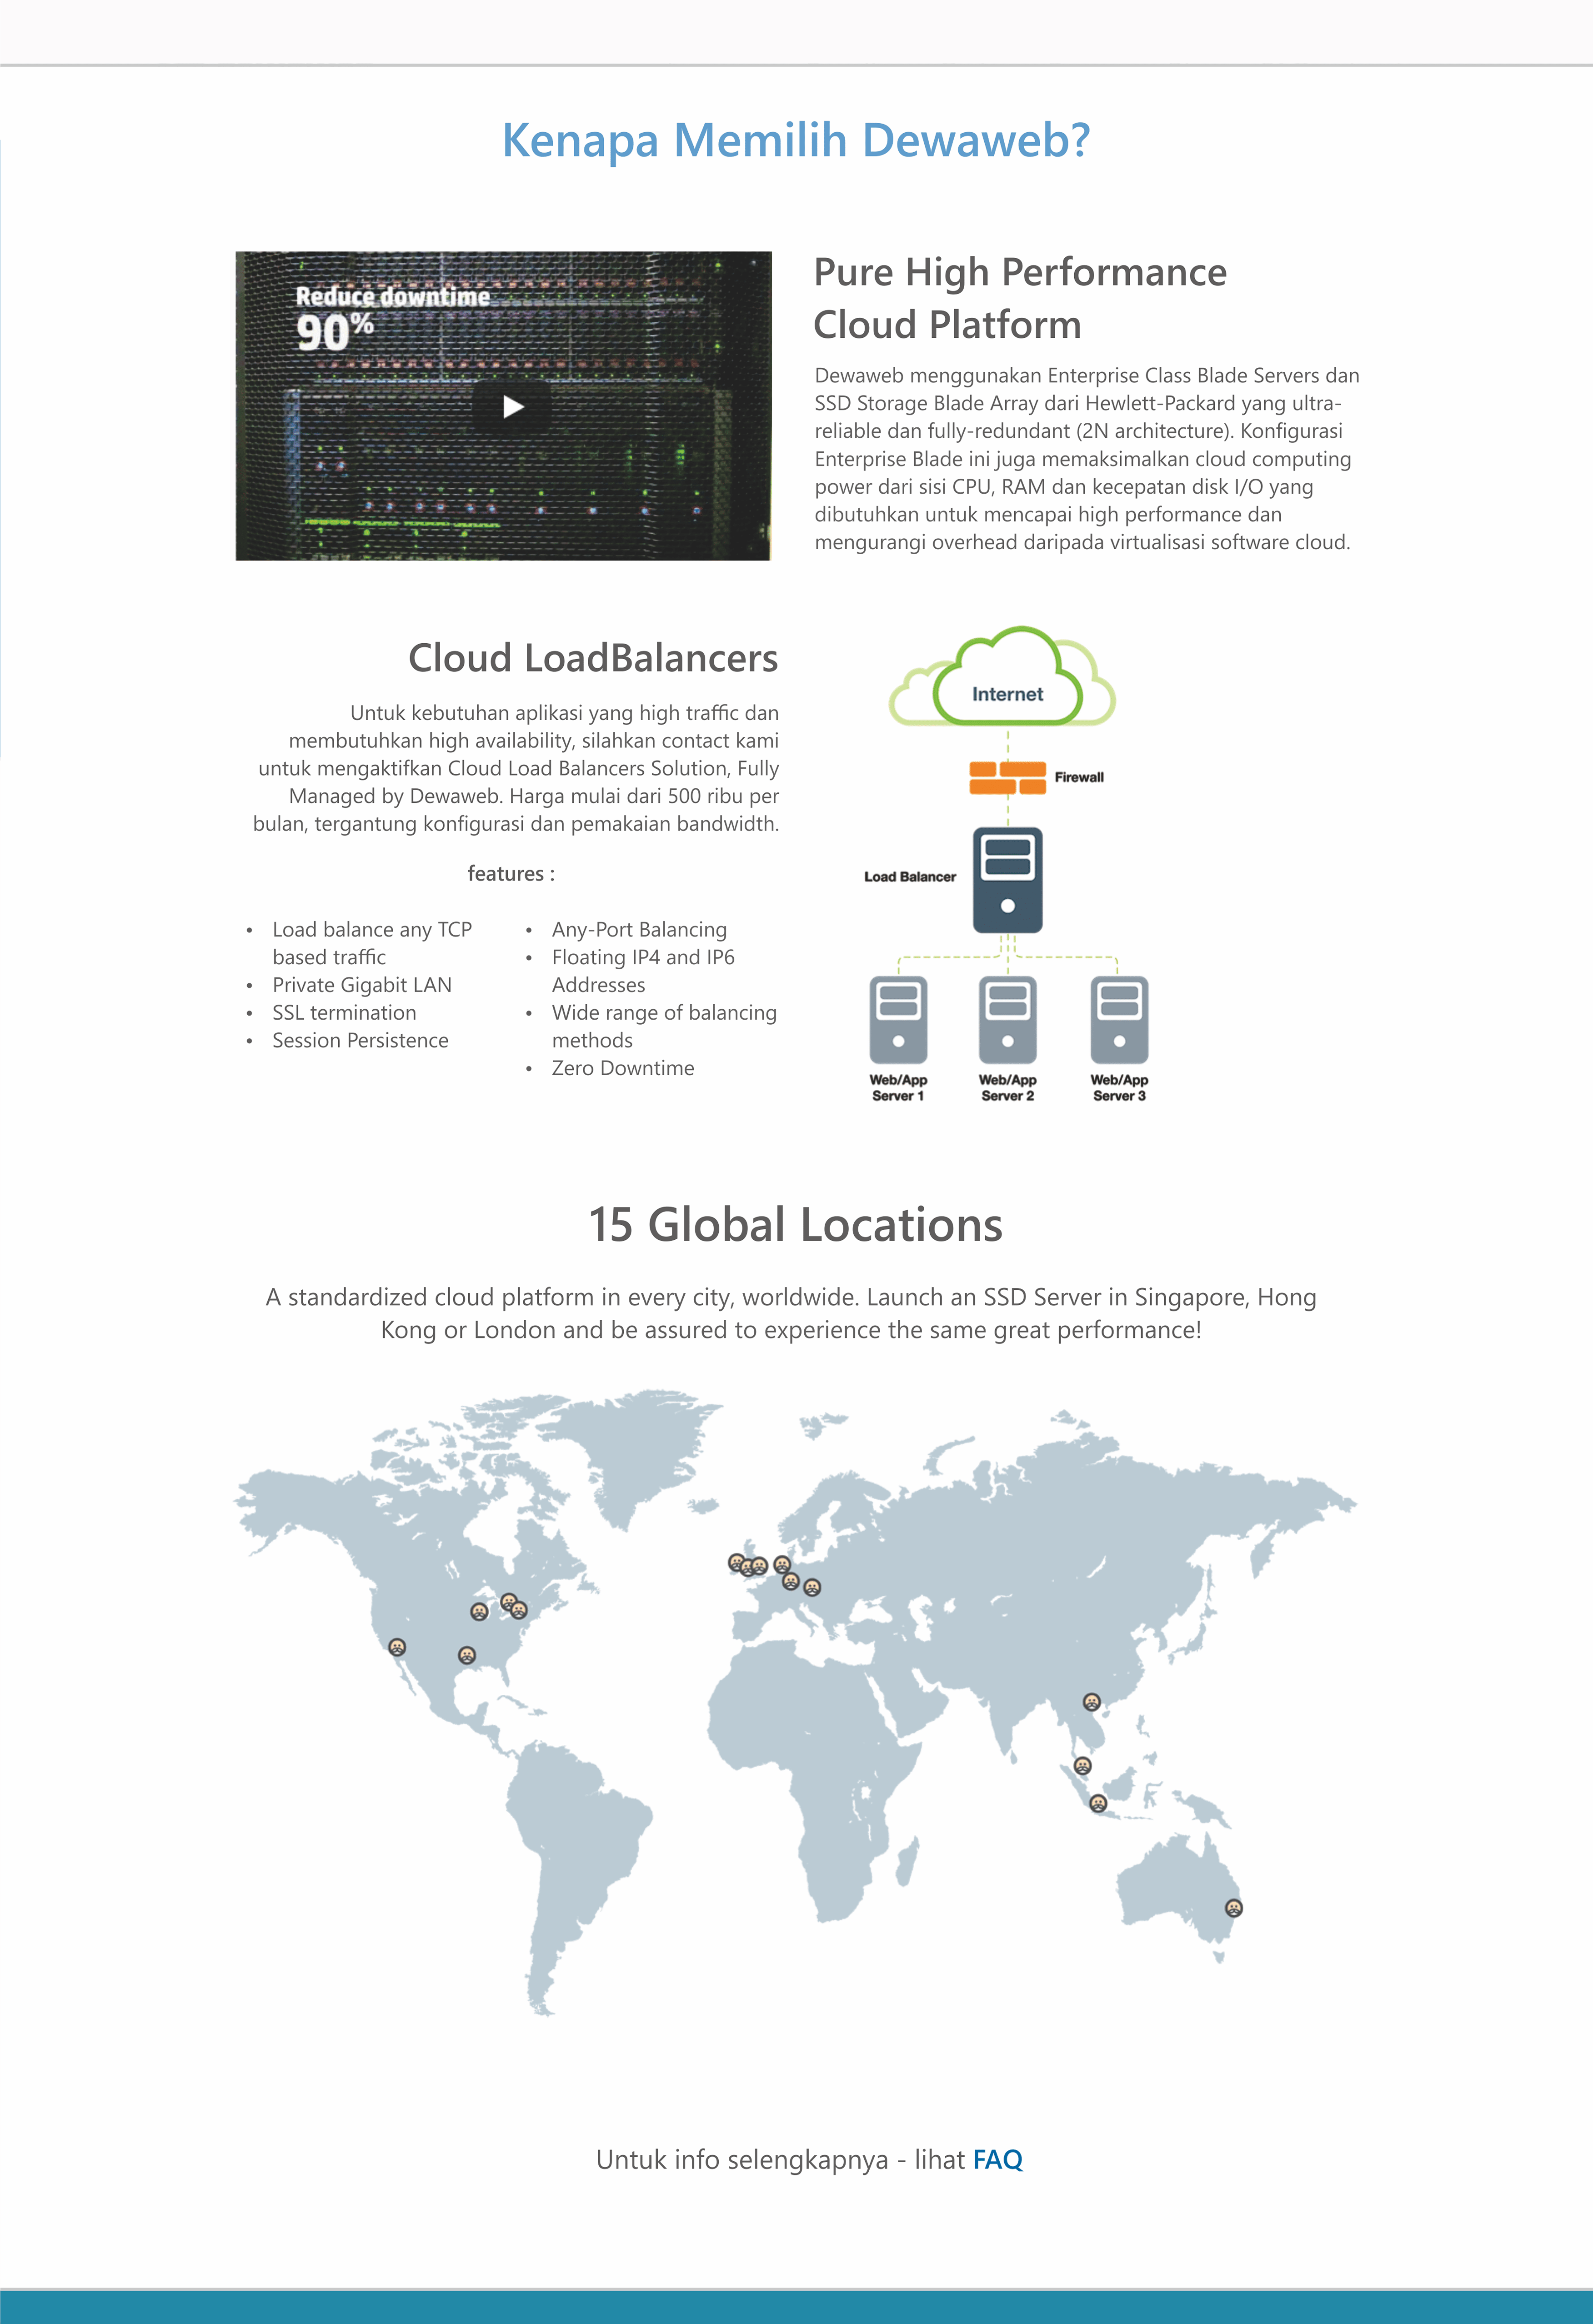 Kenapa Memilih Dewaweb?
Reduce downtime
90%
Pure High Performance
Cloud Platform
Dewaweb menggunakan Enterprise Class Blade Servers dan
SSD Storage Blade Array dari Hewlett-Packard yang ultra-
reliable dan fully-redundant (2N architecture). Konfigurasi
Enterprise Blade ini juga memaksimalkan cloud computing
power dari sisi CPU, RAM dan kecepatan disk I/O yang
dibutuhkan untuk mencapai high performance dan
mengurangi overhead daripada virtualisasi software cloud.
Cloud LoadBalancers
Untuk kebutuhan aplikasi yang high traffic dan
membutuhkan high availability, silahkan contact kami
untuk mengaktifkan Cloud Load Balancers Solution, Fully
Managed by Dewaweb. Harga mulai dari 500 ribu per
bulan, tergantung konfigurasi dan pemakaian bandwidth.
features :
• Load balance any TCP
based traffic
• Private Gigabit LAN
• SSL termination
• Session Persistence
• Any-Port Balancing
• Floating IP4 and IP6
Addresses
• Wide range of balancing
methods
• Zero Downtime
Internet
Firewall
Load Balancer
Web/App
Server 1
Web/App
Server 2
Web/App
Server 3
15 Global Locations
A standardized cloud platform in every city, worldwide. Launch an SSD Server in Singapore, Hong
Kong or London and be assured to experience the same great performance!
Untuk info selengkapnya - lihat FAQ